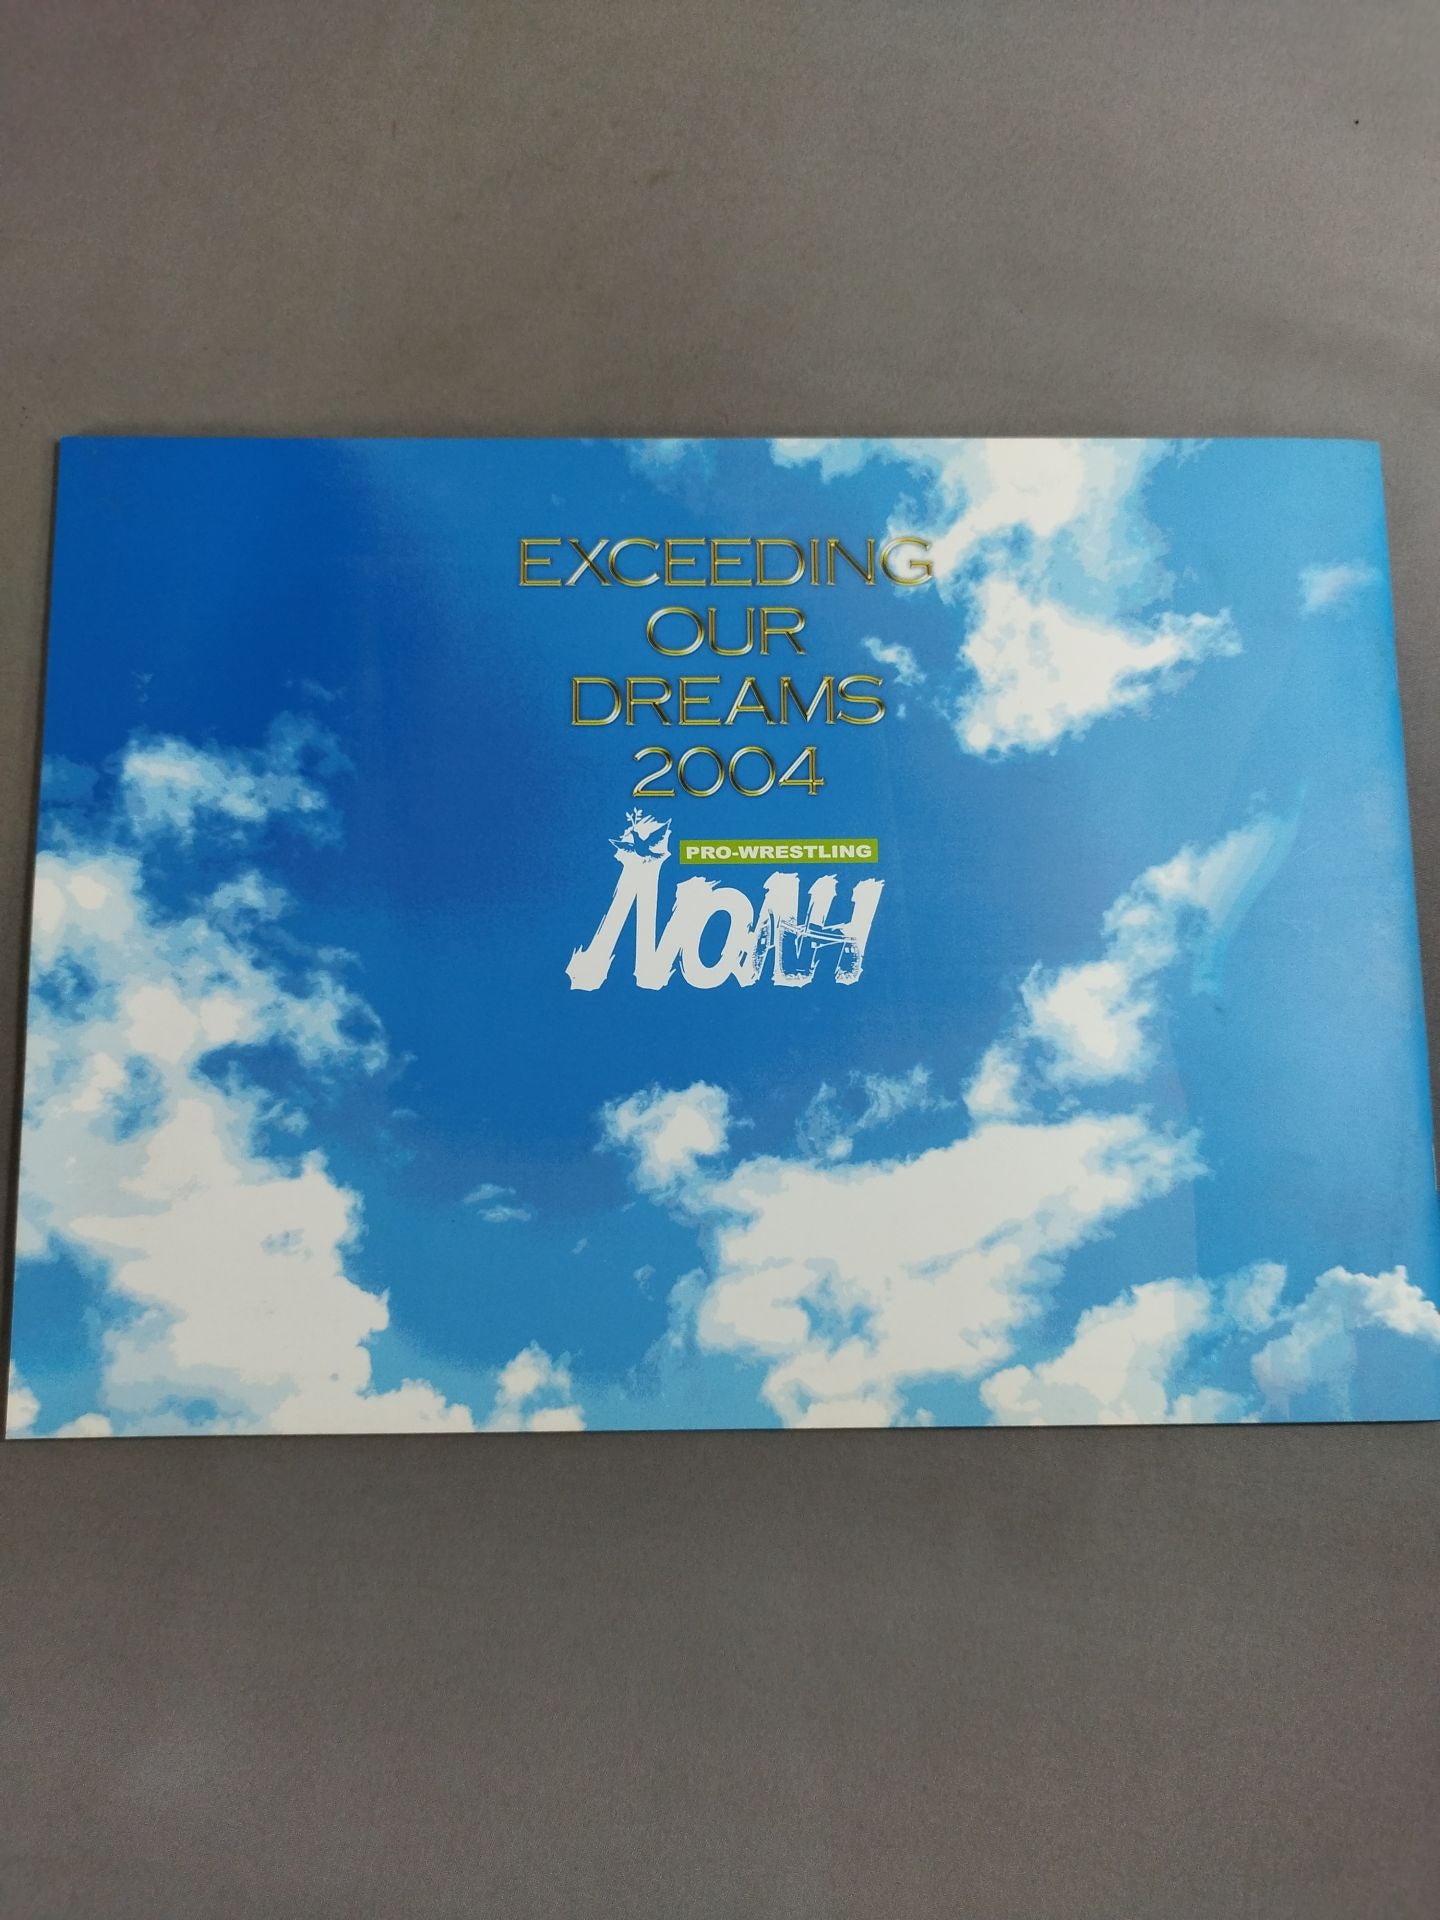 EXCEEDING
OUR
DREAMS
2004
PRO-WRESTLING
NOAH